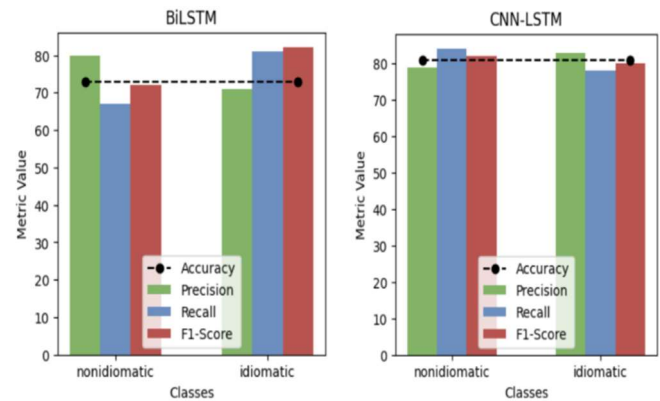 BiLSTM
Metric Value
80
70
60
50
40
30
20
10
0
Accuracy
Precision
Recall
F1-Score
nonidiomatic idiomatic
Classes
CNN-LSTM
Metric Value
80
70
60
50
40
30
20
10
0
Accuracy
Precision
Recall
F1-Score
nonidiomatic idiomatic
Classes